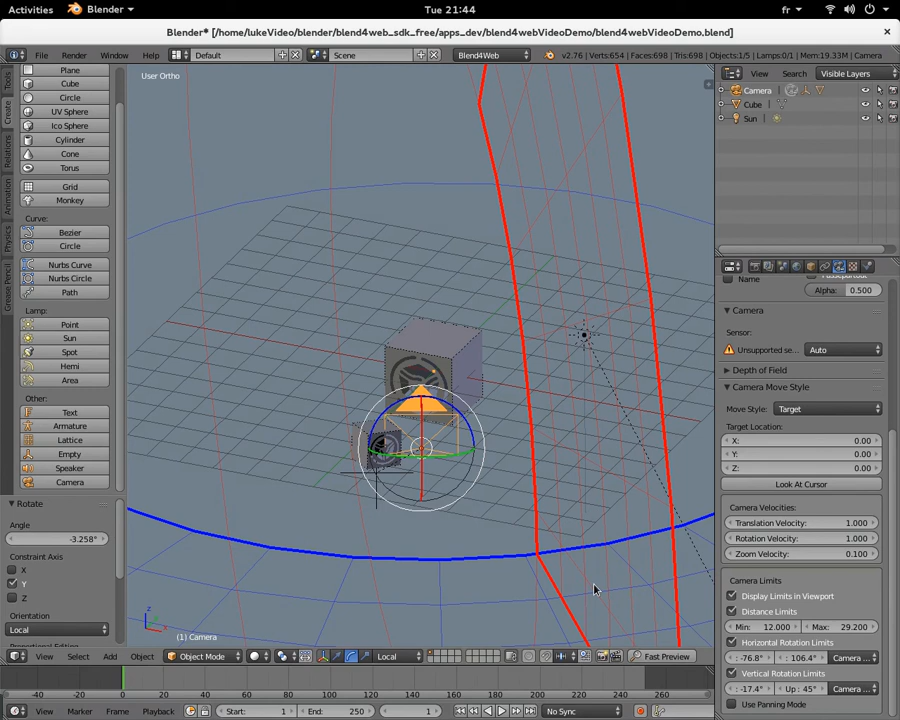 Activities Blender Tue 21:44 fr
Blender* [/home/lukeVideo/blender/blend4web_sdk_free/apps_dev/blend4webVideoDemo/blend4webVideoDemo.blend]
File Render Window Help Default Scene Blend4Web v2.76 | Verts:654 | Faces:698 | Tris:698 | Objects:1/5 | Lamps:0/1 | Mem:19.33M | Camera
Tools
Create
Relations
Animation
Physics
Grease Pencil
Plane
Cube
Circle
UV Sphere
Ico Sphere
Cylinder
Cone
Torus
Grid
Monkey
Curve:
Bezier
Circle
Nurbs Curve
Nurbs Circle
Path
Lamp:
Point
Sun
Spot
Hemi
Area
Other:
Text
Armature
Lattice
Empty
Speaker
Camera
Rotate
Angle
-3.258°
Constraint Axis
X
Y
Z
Orientation
Local
User Ortho
(1) Camera
View Select Add Object Object Mode Local Fast Preview
-40 -20 0 20 40 60 80 100 120 140 160 180 200 220 240 260 280
View Marker Frame Playback Start: 1 End: 250 1 No Sync
View Search Visible Layers
Camera
Cube
Sun
Name
Passepartout
Alpha: 0.500
Camera
Sensor:
Unsupported se... Auto
Depth of Field
Camera Move Style
Move Style: Target
Target Location:
X: 0.00
Y: 0.00
Z: 0.00
Look At Cursor
Camera Velocities:
Translation Velocity: 1.000
Rotation Velocity: 1.000
Zoom Velocity: 0.100
Camera Limits
Display Limits in Viewport
Distance Limits
Min: 12.000 Max: 29.200
Horizontal Rotation Limits
: -76.8° : 106.4° Camera ...
Vertical Rotation Limits
: -17.4° Up: 45° Camera ...
Use Panning Mode